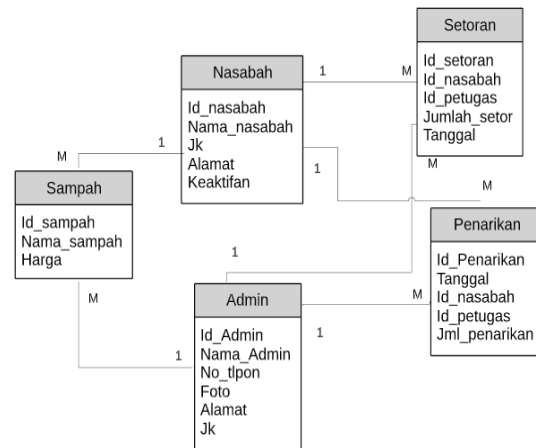 Setoran
Id_setoran
Id_nasabah
Id_petugas
Jumlah_setor
Tanggal
Nasabah
Id_nasabah
Nama_nasabah
Jk
Alamat
Keaktifan
1
M
M
1
1
M
M
Sampah
Id_sampah
Nama_sampah
Harga
Penarikan
Id_Penarikan
Tanggal
Id_nasabah
Id_petugas
Jml_penarikan
1
M
M
1
1
Admin
Id_Admin
Nama_Admin
No_tlpon
Foto
Alamat
Jk